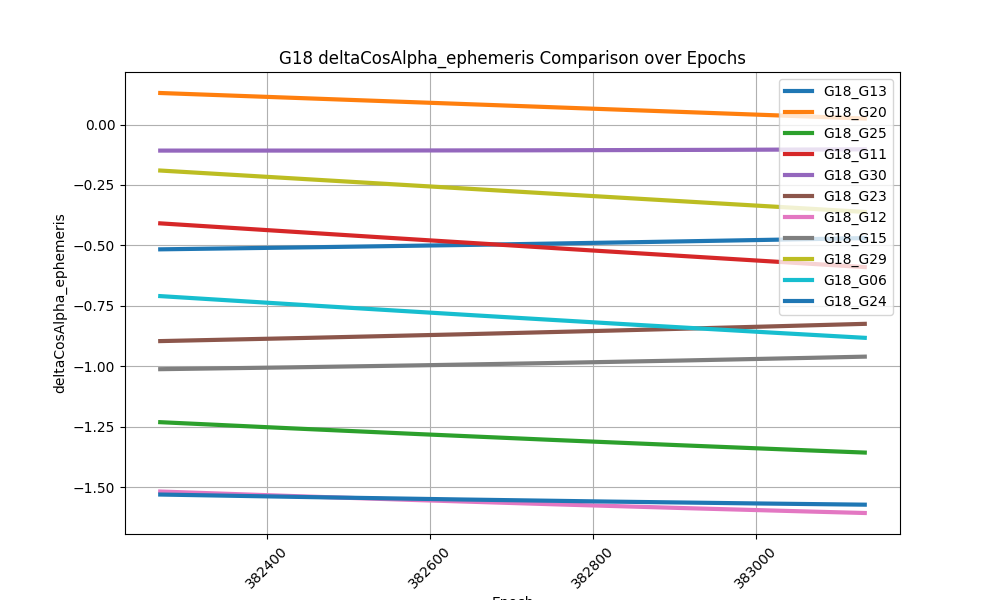 G18 deltaCosAlpha_ephemeris Comparison over Epochs
deltaCosAlpha_ephemeris
0.00
−0.25
−0.50
−0.75
−1.00
−1.25
−1.50
G18_G13
G18_G20
G18_G25
G18_G11
G18_G30
G18_G23
G18_G12
G18_G15
G18_G29
G18_G06
G18_G24
382400
382600
382800
383000
Epoch